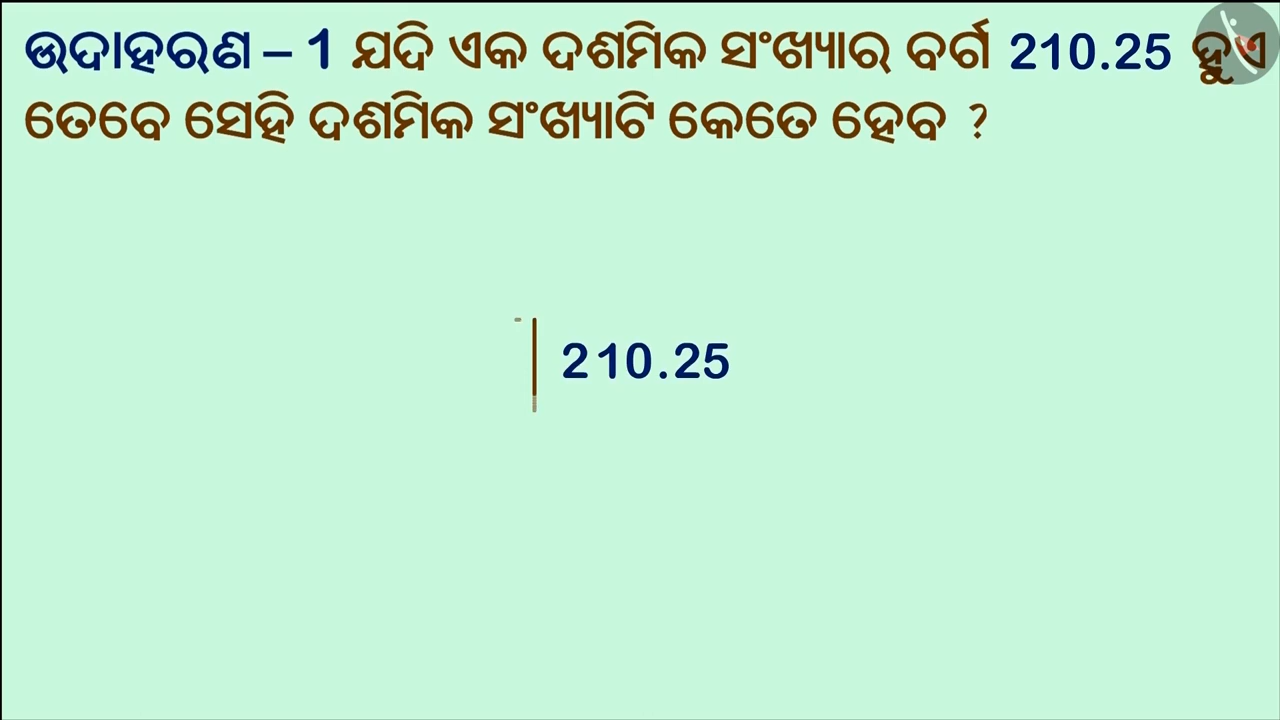 ଉଦାହରଣ – 1 ଯଦି ଏକ ଦଶମିକ ସଂଖ୍ୟାର ବର୍ଗ 210.25 ହୁଏ
ତେବେ ସେହି ଦଶମିକ ସଂଖ୍ୟାଟି କେତେ ହେବ ?
210.25